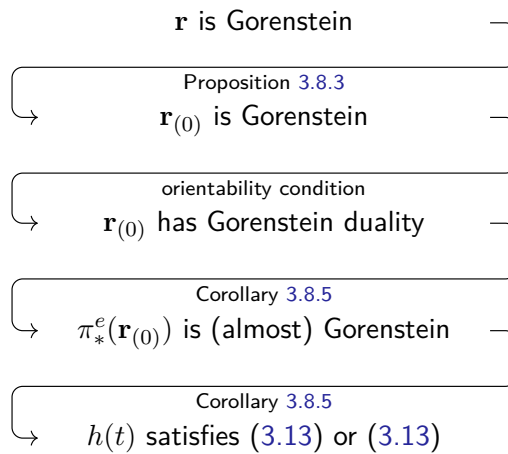 r is Gorenstein
Proposition 3.8.3
r₍₀₎ is Gorenstein
orientability condition
r₍₀₎ has Gorenstein duality
Corollary 3.8.5
πᵉ∗(r₍₀₎) is (almost) Gorenstein
Corollary 3.8.5
h(t) satisfies (3.13) or (3.13)